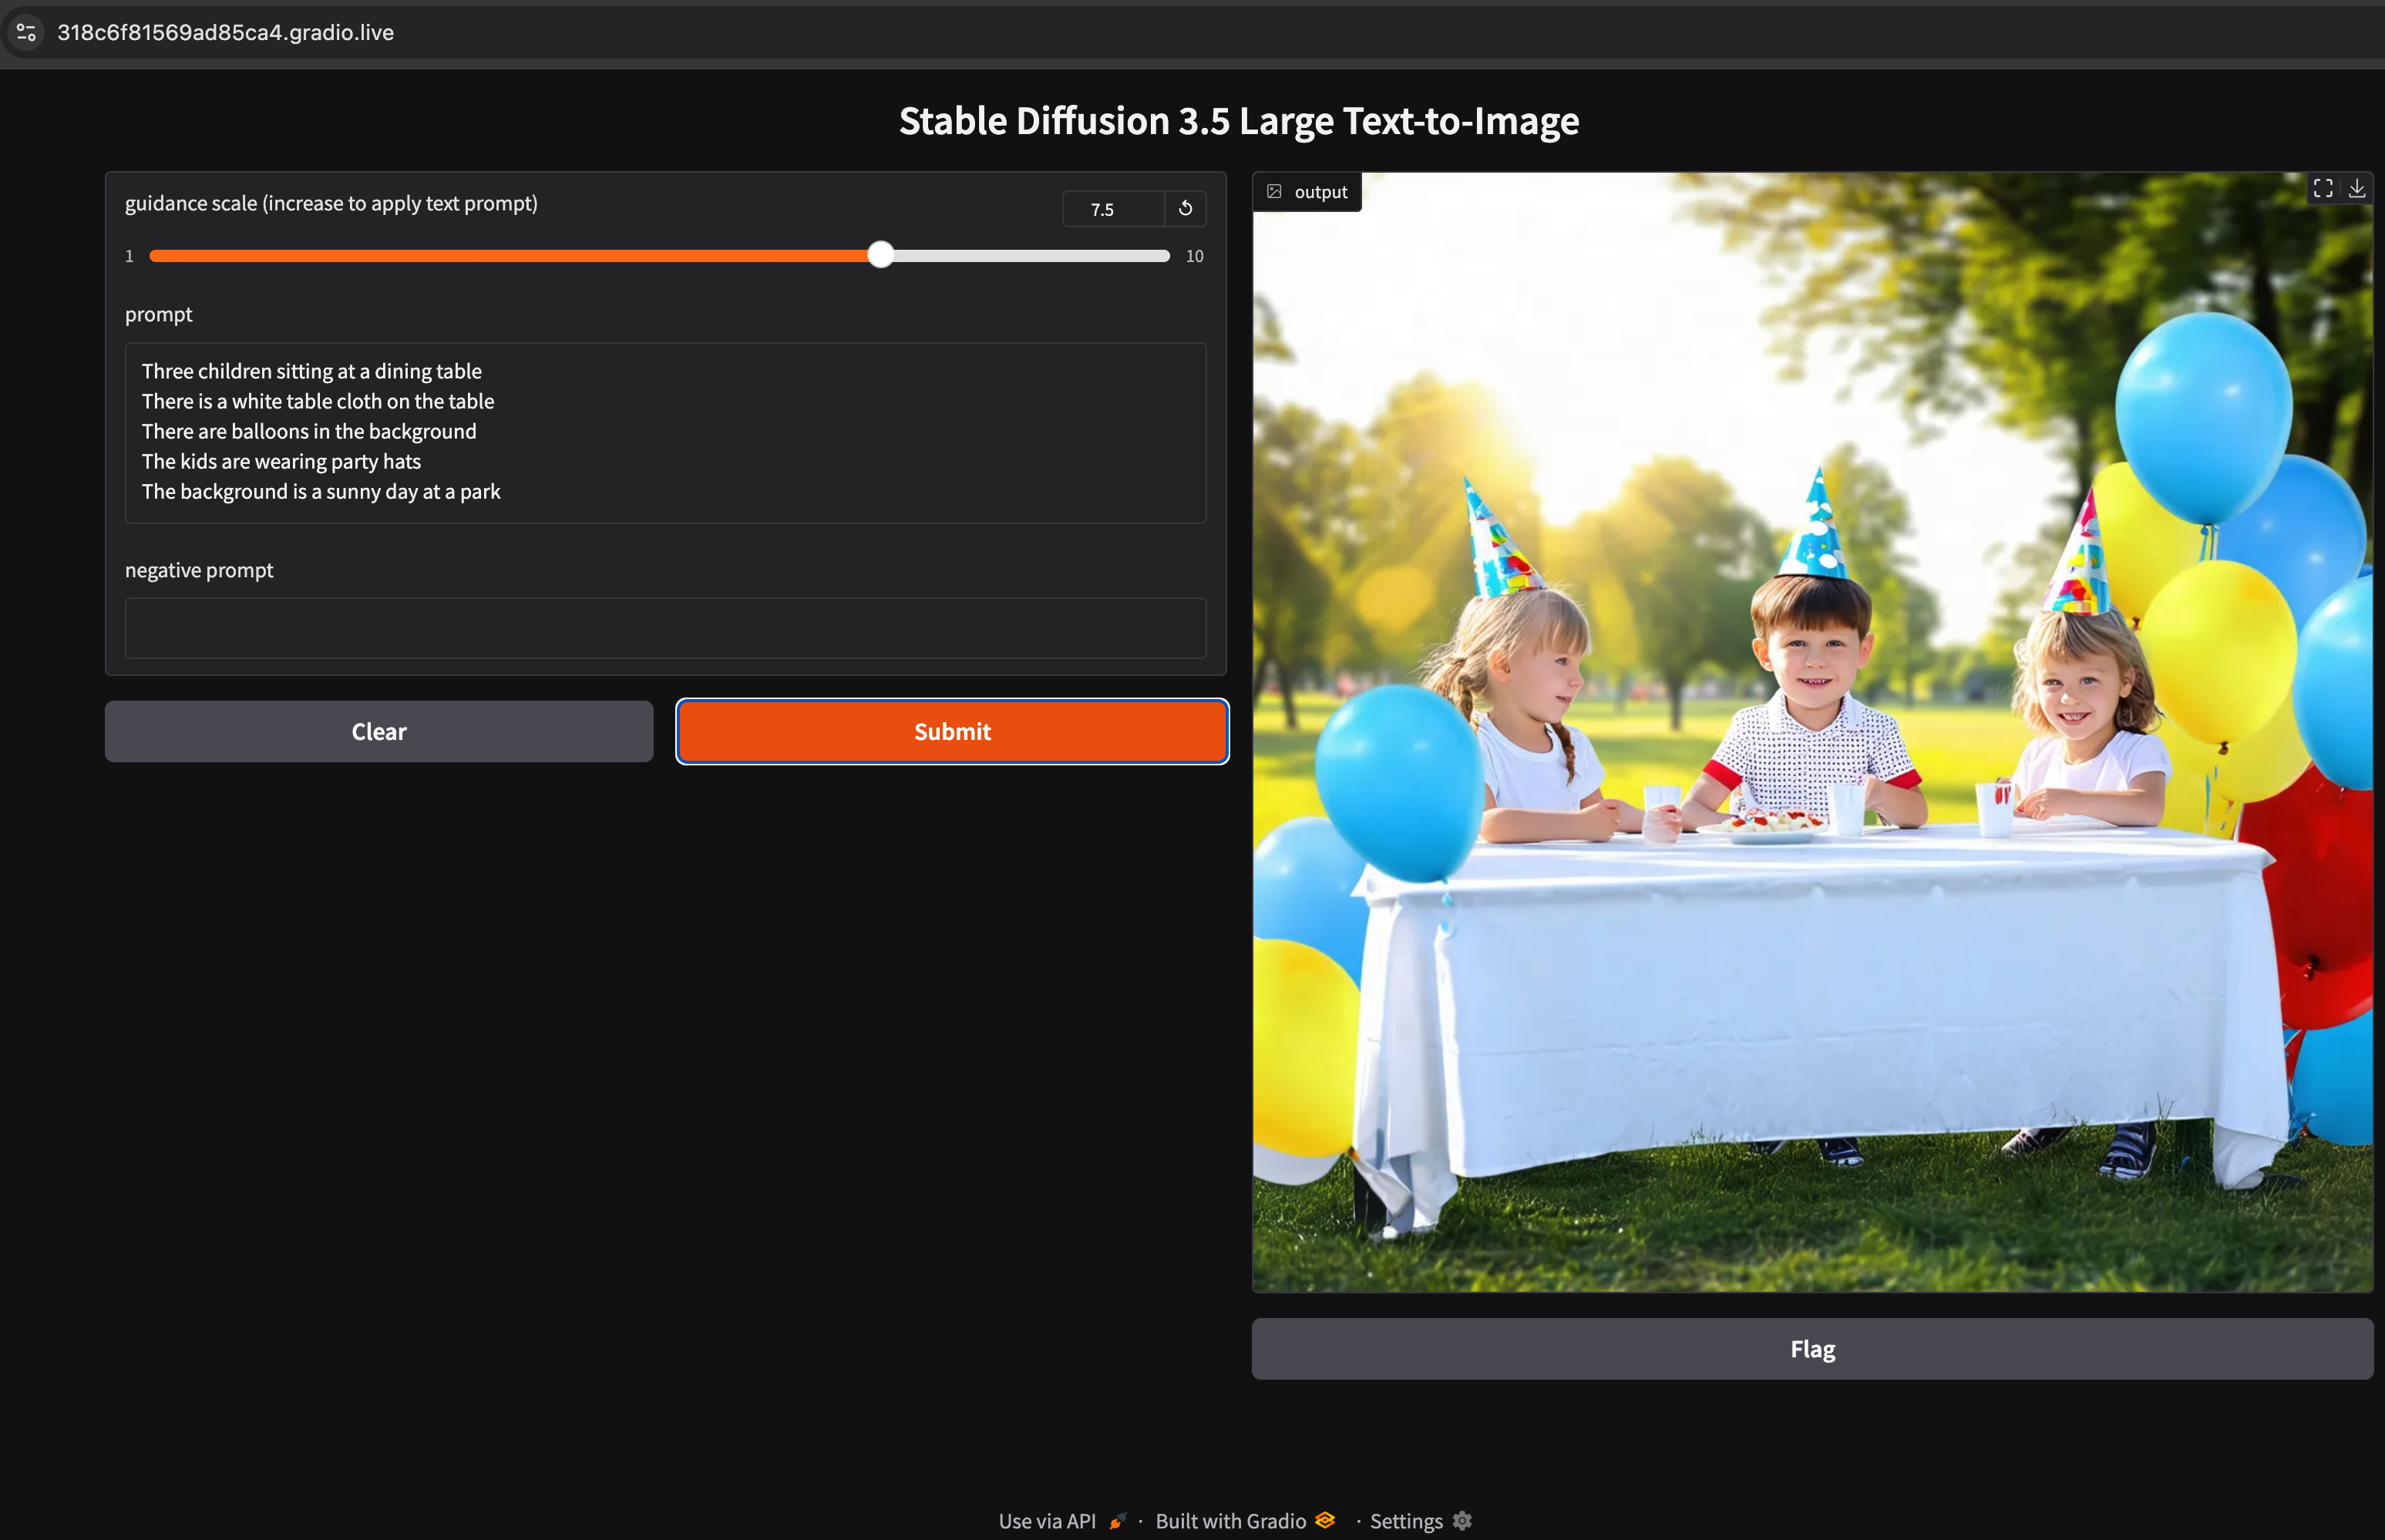 318c6f81569ad85ca4.gradio.live
Stable Diffusion 3.5 Large Text-to-Image
guidance scale (increase to apply text prompt)
7.5
1
10
prompt
Three children sitting at a dining table
There is a white table cloth on the table
There are balloons in the background
The kids are wearing party hats
The background is a sunny day at a park
negative prompt
Clear
Submit
output
Flag
Use via API · Built with Gradio · Settings